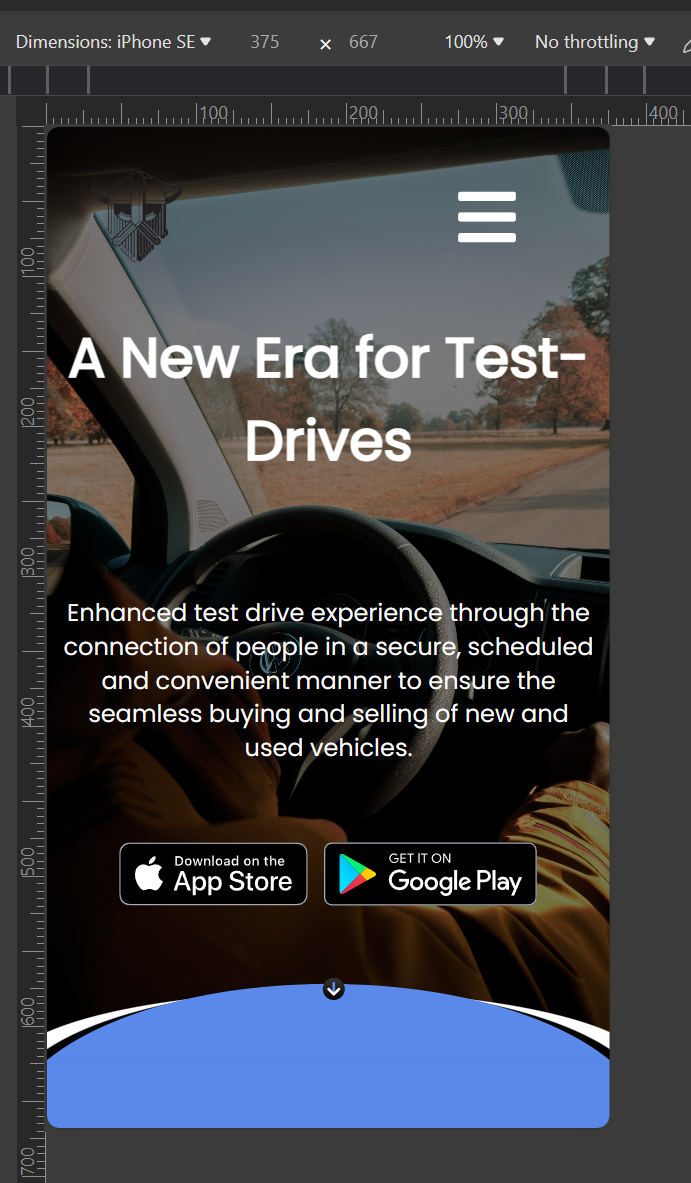 Dimensions: iPhone SE 375 × 667 100% No throttling
100 200 300 400
100
200
300
400
500
600
700
A New Era for Test-
Drives
Enhanced test drive experience through the
connection of people in a secure, scheduled
and convenient manner to ensure the
seamless buying and selling of new and
used vehicles.
Download on the
App Store
GET IT ON
Google Play